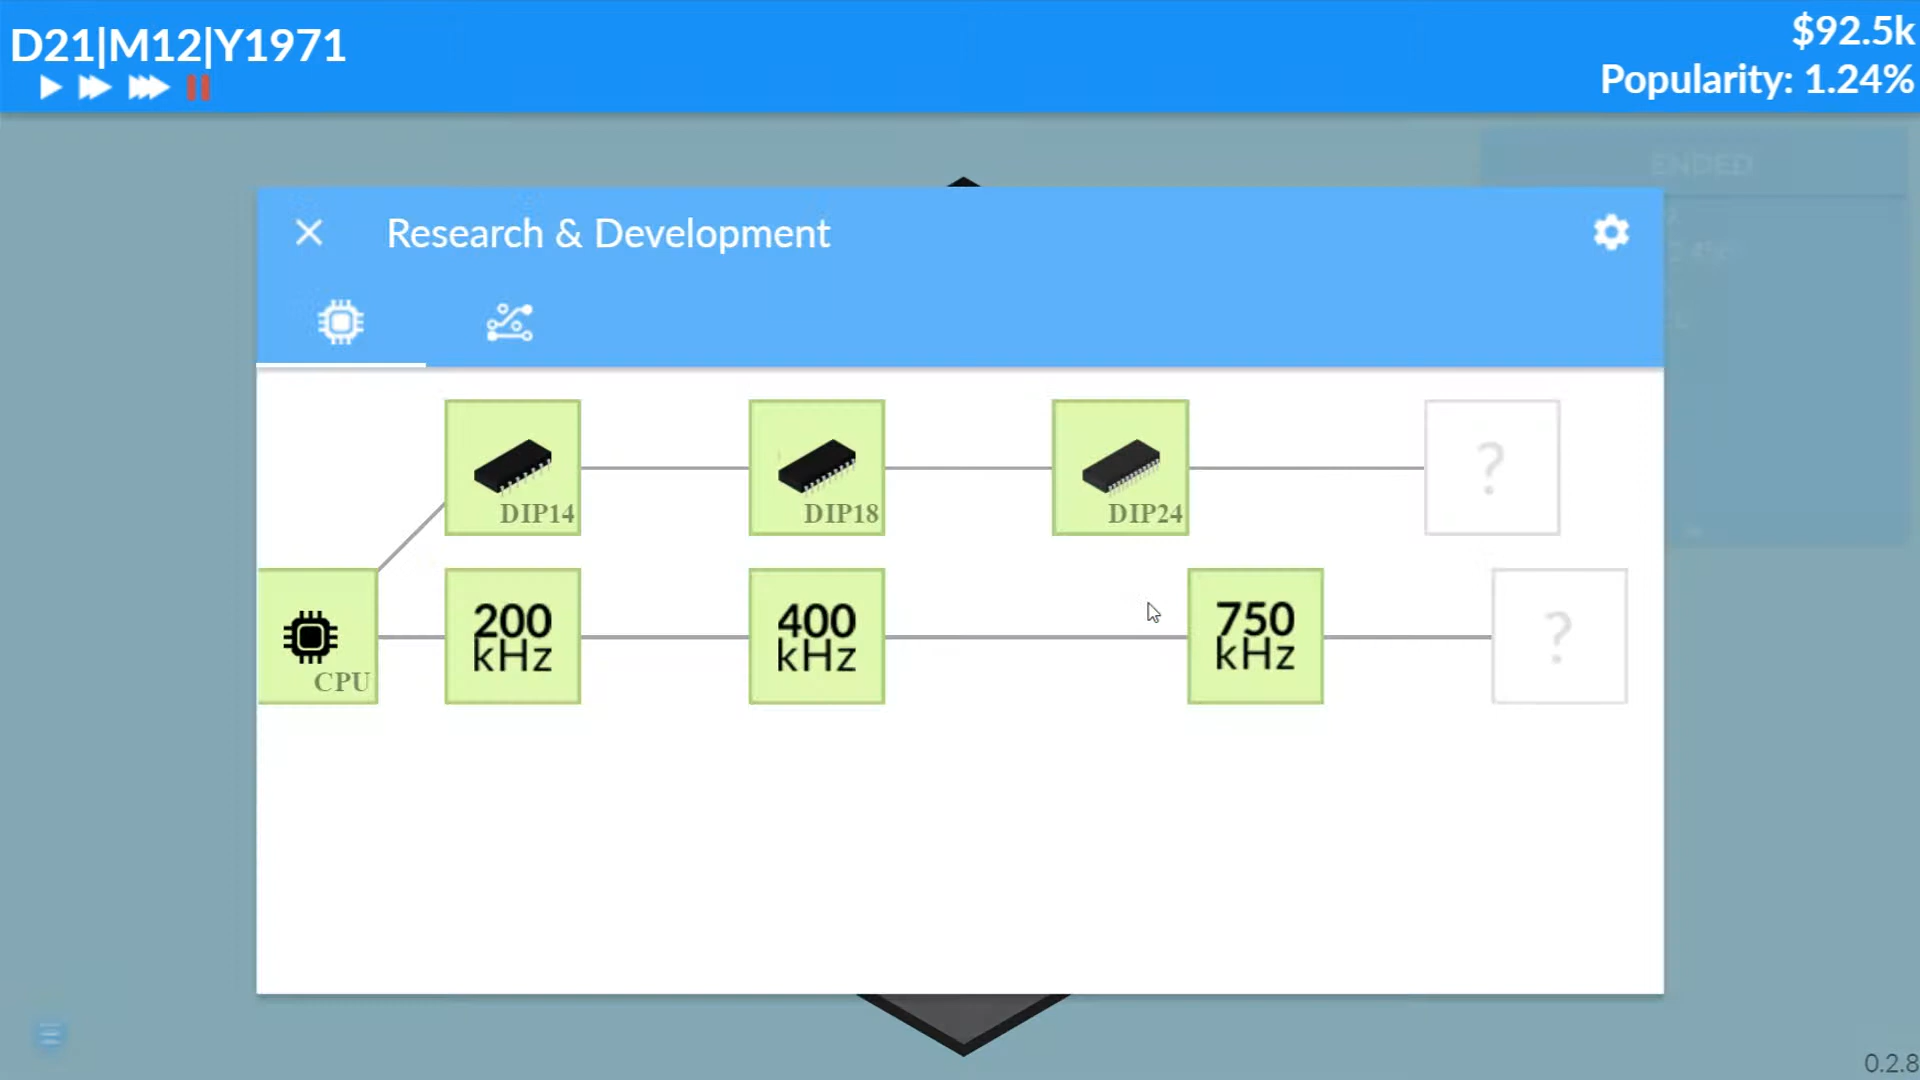 D21|M12|Y1971
$92.5k
Popularity: 1.24%
ENDED
Research & Development
DIP14
DIP18
DIP24
?
CPU
200
kHz
400
kHz
750
kHz
?
0.2.8